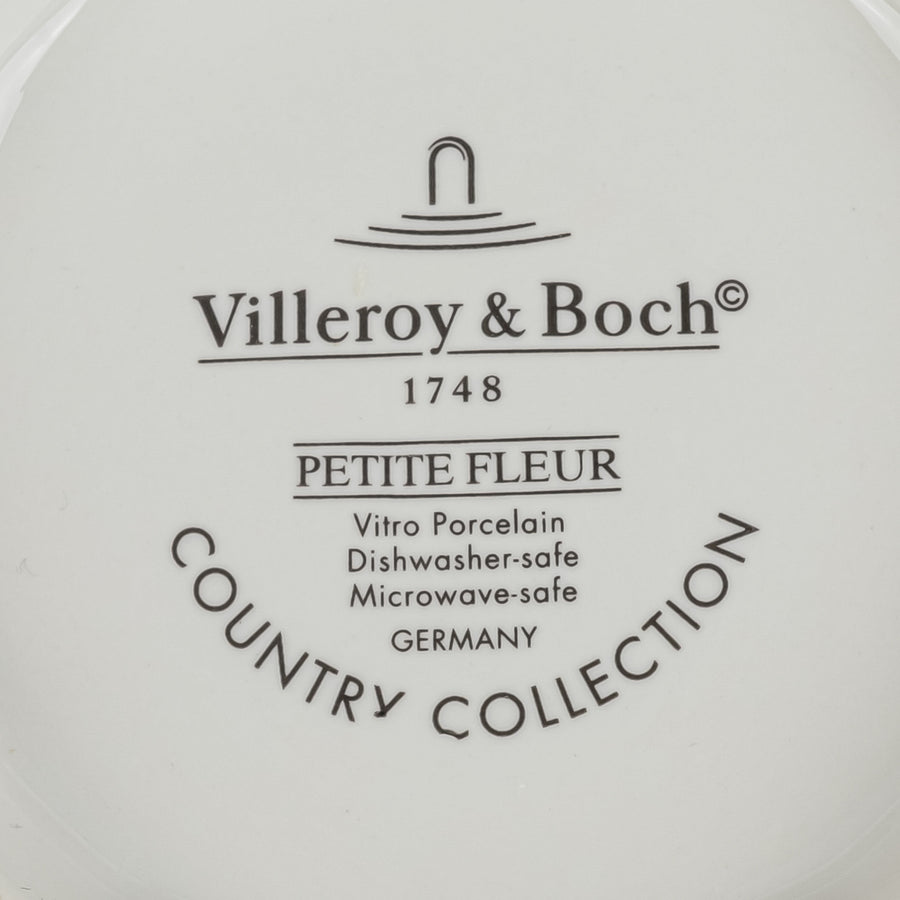 Villeroy & Boch©
1748
PETITE FLEUR
Vitro Porcelain
Dishwasher-safe
Microwave-safe
GERMANY
COUNTRY COLLECTION